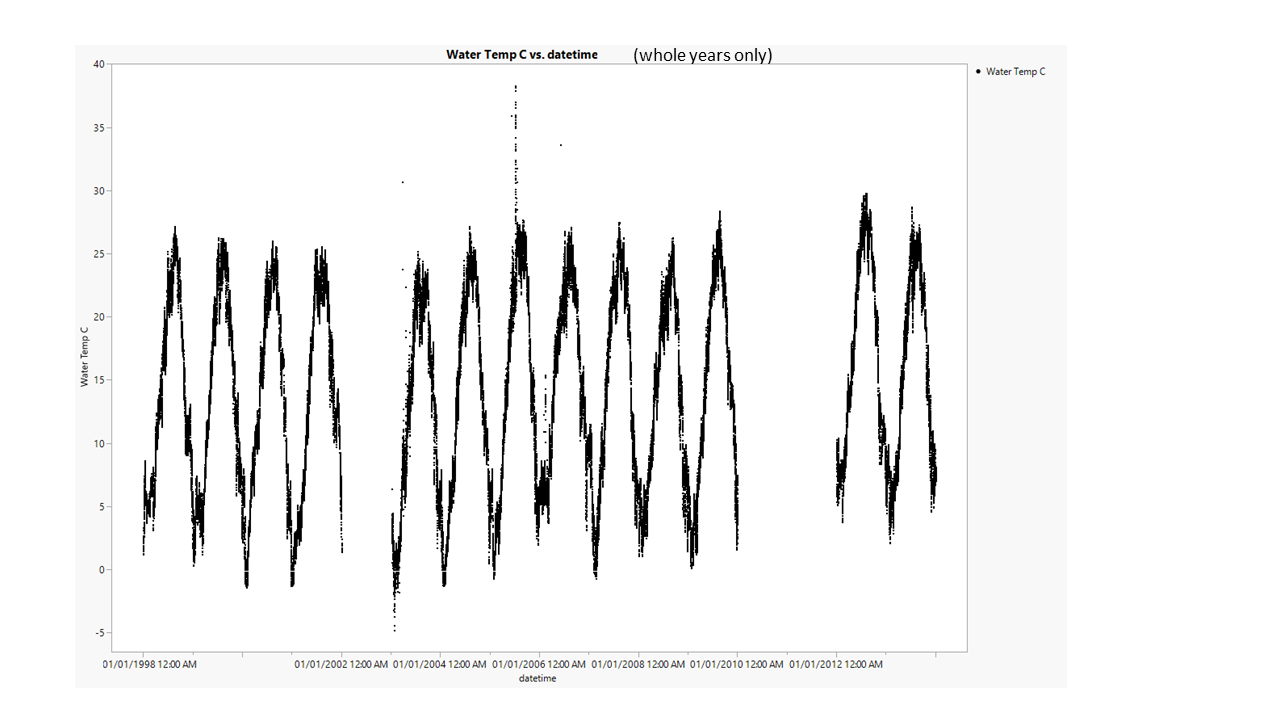 Water Temp C vs. datetime (whole years only)
Water Temp C
40
35
30
25
20
15
10
5
0
-5
Water Temp C
01/01/1998 12:00 AM 01/01/2002 12:00 AM 01/01/2004 12:00 AM 01/01/2006 12:00 AM 01/01/2008 12:00 AM 01/01/2010 12:00 AM 01/01/2012 12:00 AM
datetime